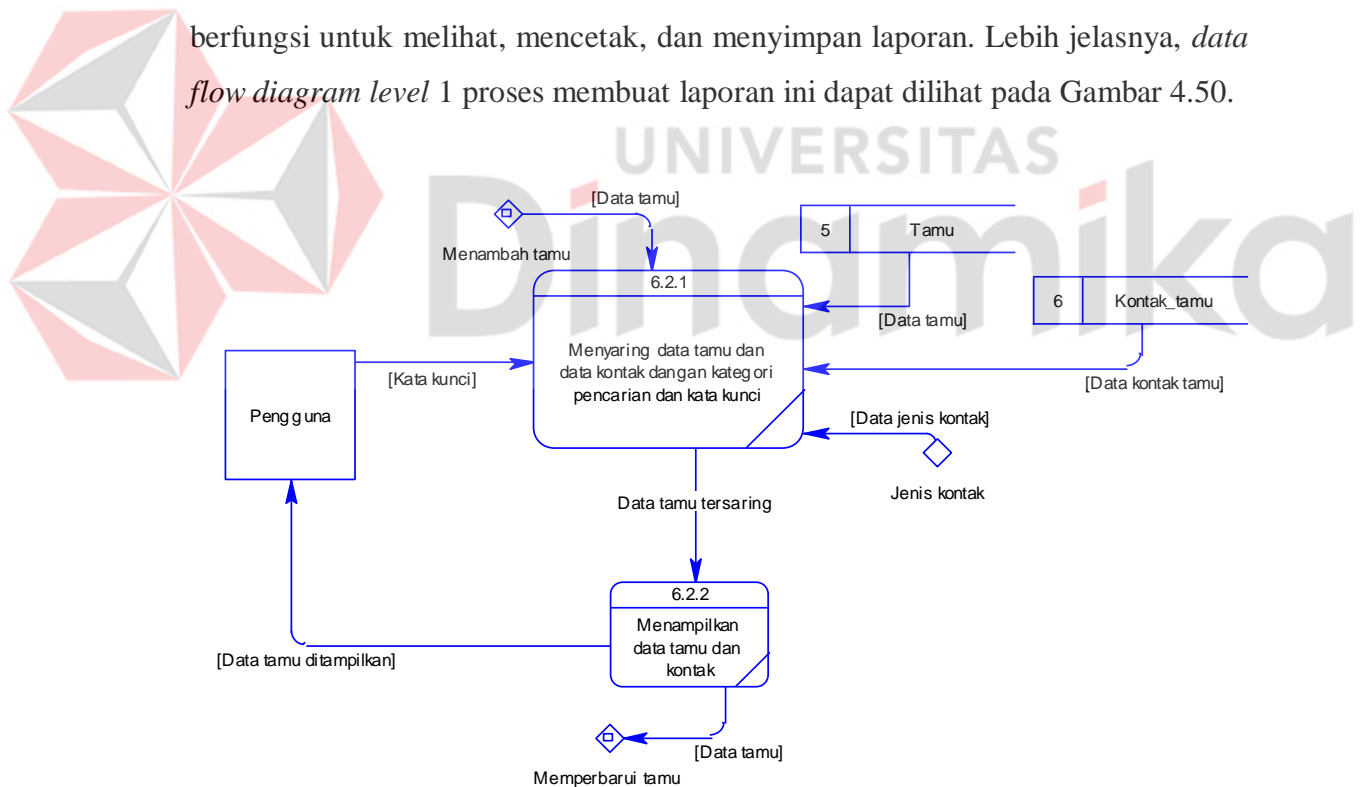 berfungsi untuk melihat, mencetak, dan menyimpan laporan. Lebih jelasnya, data
flow diagram level 1 proses membuat laporan ini dapat dilihat pada Gambar 4.50.
UNIVERSITAS
Dinamika
[Data tamu]
Menambah tamu
5 Tamu
6.2.1
[Data tamu]
6 Kontak_tamu
Menyaring data tamu dan
data kontak dangan kategori
pencarian dan kata kunci
[Kata kunci]
[Data kontak tamu]
Pengguna
[Data jenis kontak]
Jenis kontak
Data tamu tersaring
6.2.2
Menampilkan
data tamu dan
kontak
[Data tamu ditampilkan]
[Data tamu]
Memperbarui tamu